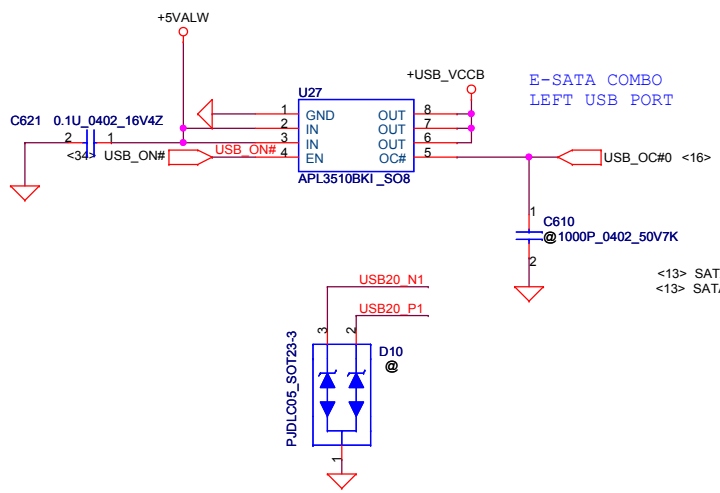 +5VALW
+USB_VCCB
E-SATA COMBO
LEFT USB PORT
U27
C621 0.1U_0402_16V4Z
2 1
1 GND OUT 8
2 IN OUT 7
3 IN OUT 6
4 EN OC# 5
<34> USB_ON#
USB_ON#
APL3510BKI_SO8
USB_OC#0 <16>
1
C610
@ 1000P_0402_50V7K
2
<13> SAT
<13> SATA
USB20_N1
USB20_P1
3 2
D10
@
PJDLC05_SOT23-3
1